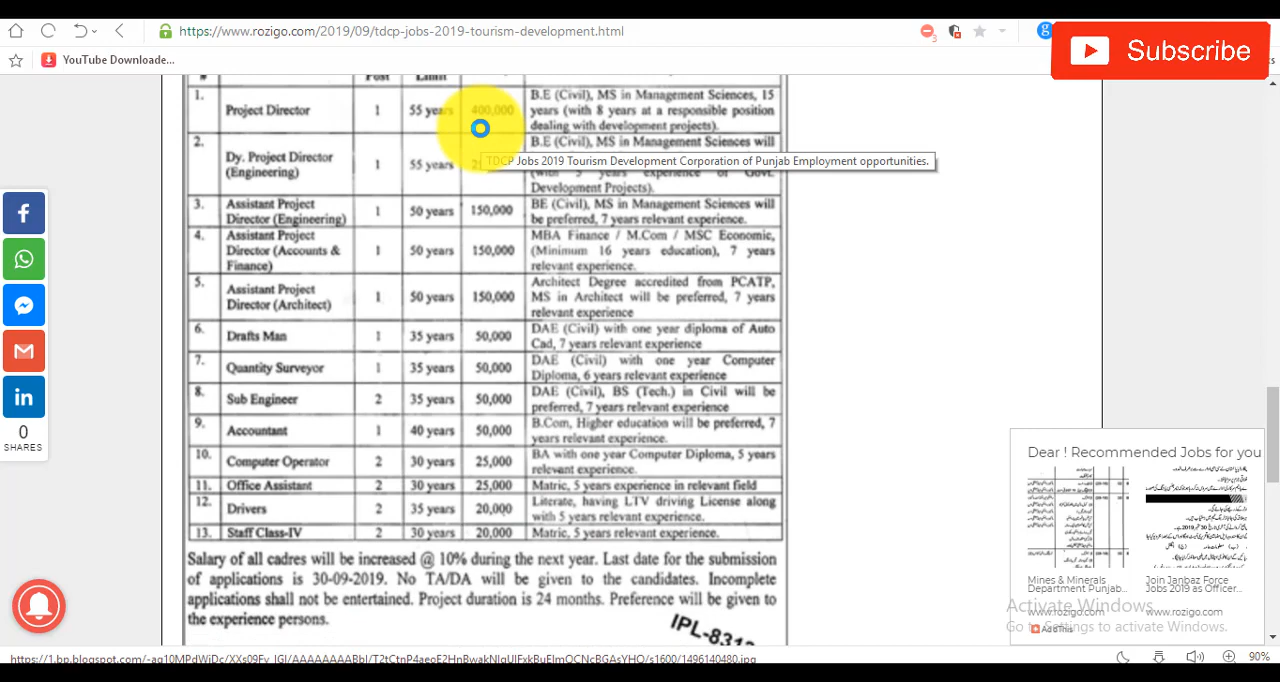 https://www.rozigo.com/2019/09/tdcp-jobs-2019-tourism-development.html
3
Subscribe
YouTube Downloade...
# Post Limit
1. Project Director 1 55 years 400,000 B.E (Civil), MS in Management Sciences, 15
years (with 8 years at a responsible position
dealing with development projects).
2. Dy. Project Director
(Engineering) 1 55 years B.E (Civil), MS in Management Sciences will
TDCP Jobs 2019 Tourism Development Corporation of Punjab Employment opportunities.
(with 5 years experience of Govt.
Development Projects).
3. Assistant Project
Director (Engineering) 1 50 years 150,000 BE (Civil), MS in Management Sciences will
be preferred, 7 years relevant experience.
4. Assistant Project
Director (Accounts &
Finance) 1 50 years 150,000 MBA Finance / M.Com / MSC Economic,
(Minimum 16 years education), 7 years
relevant experience.
5. Assistant Project
Director (Architect) 1 50 years 150,000 Architect Degree accredited from PCATP,
MS in Architect will be preferred, 7 years
relevant experience
6. Drafts Man 1 35 years 50,000 DAE (Civil) with one year diploma of Auto
Cad, 7 years relevant experience
7. Quantity Surveyor 1 35 years 50,000 DAE (Civil) with one year Computer
Diploma, 6 years relevant experience
8. Sub Engineer 2 35 years 50,000 DAE (Civil), BS (Tech.) in Civil will be
preferred, 7 years relevant experience
9. Accountant 1 40 years 50,000 B.Com, Higher education will be preferred, 7
years relevant experience.
10. Computer Operator 2 30 years 25,000 BA with one year Computer Diploma, 5 years
relevant experience.
11. Office Assistant 2 30 years 25,000 Matric, 5 years experience in relevant field
12. Drivers 2 35 years 20,000 Literate, having LTV driving License along
with 5 years relevant experience.
13. Staff Class-IV 2 30 years 20,000 Matric, 5 years relevant experience.
Salary of all cadres will be increased @ 10% during the next year. Last date for the submission
of applications is 30-09-2019. No TA/DA will be given to the candidates. Incomplete
applications shall not be entertained. Project duration is 24 months. Preference will be given to
the experience persons.
0
SHARES
Dear ! Recommended Jobs for you
Mines & Minerals
Department Punjab...
www.rozigo.com
AddThis
Join Janbaz Force
Jobs 2019 as Officer...
www.rozigo.com
Activate Windows
Go to Settings to activate Windows.
90%